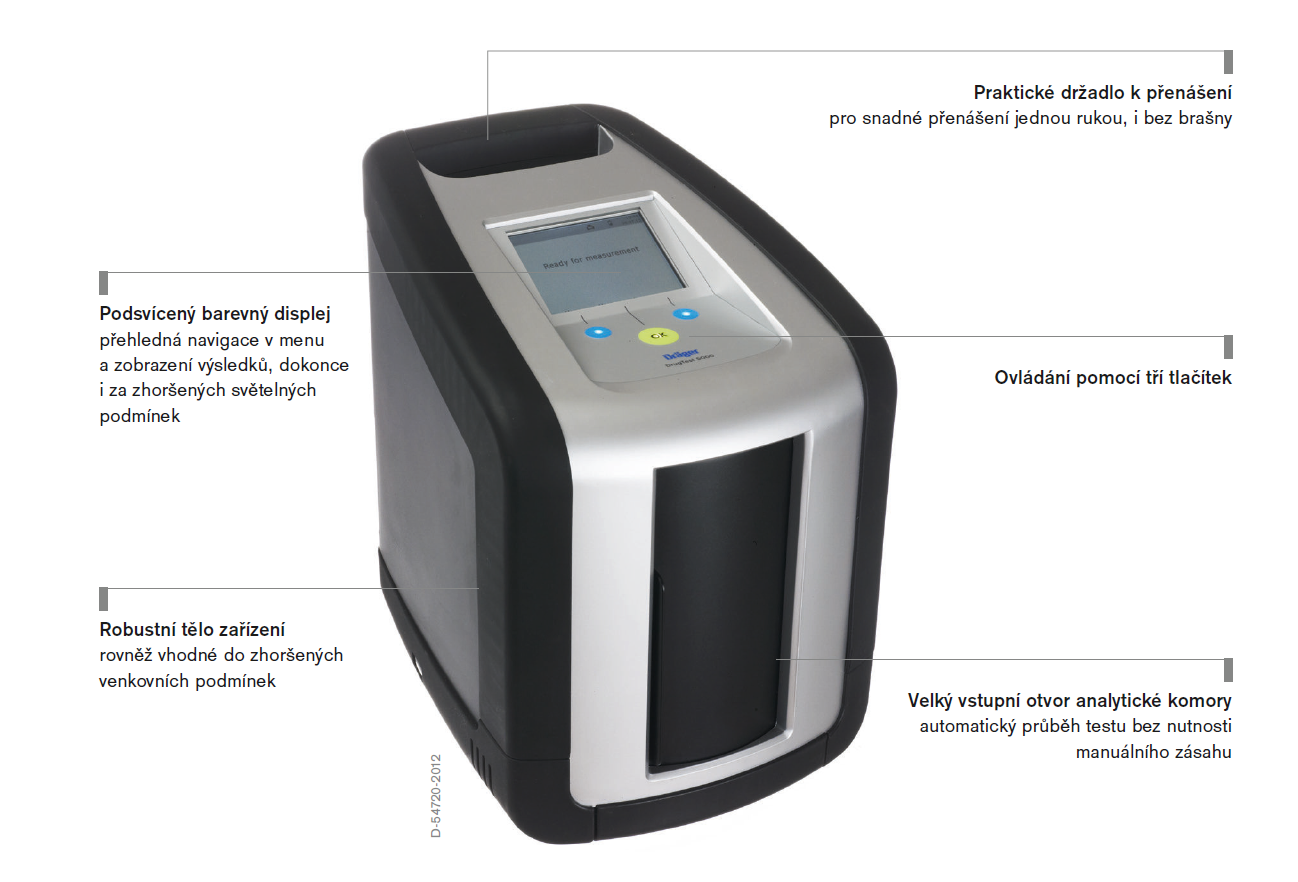 Praktické držadlo k přenášení
pro snadné přenášení jednou rukou, i bez brašny
Ready for measurement
Podsvícený barevný displej
přehledná navigace v menu
a zobrazení výsledků, dokonce
i za zhoršených světelných
podmínek
OK
Dräger
DrugTest 5000
Ovládání pomocí tří tlačítek
Robustní tělo zařízení
rovněž vhodné do zhoršených
venkovních podmínek
Velký vstupní otvor analytické komory
automatický průběh testu bez nutnosti
manuálního zásahu
D-54720-2012